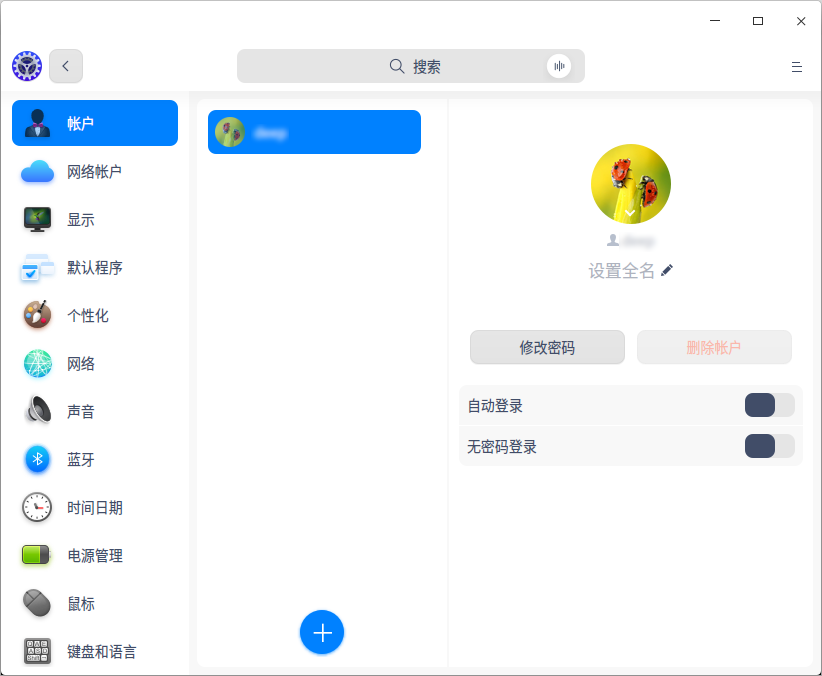 搜索
帐户
网络帐户
显示
默认程序
个性化
网络
声音
蓝牙
时间日期
电源管理
鼠标
键盘和语言
设置全名
修改密码
删除帐户
自动登录
无密码登录